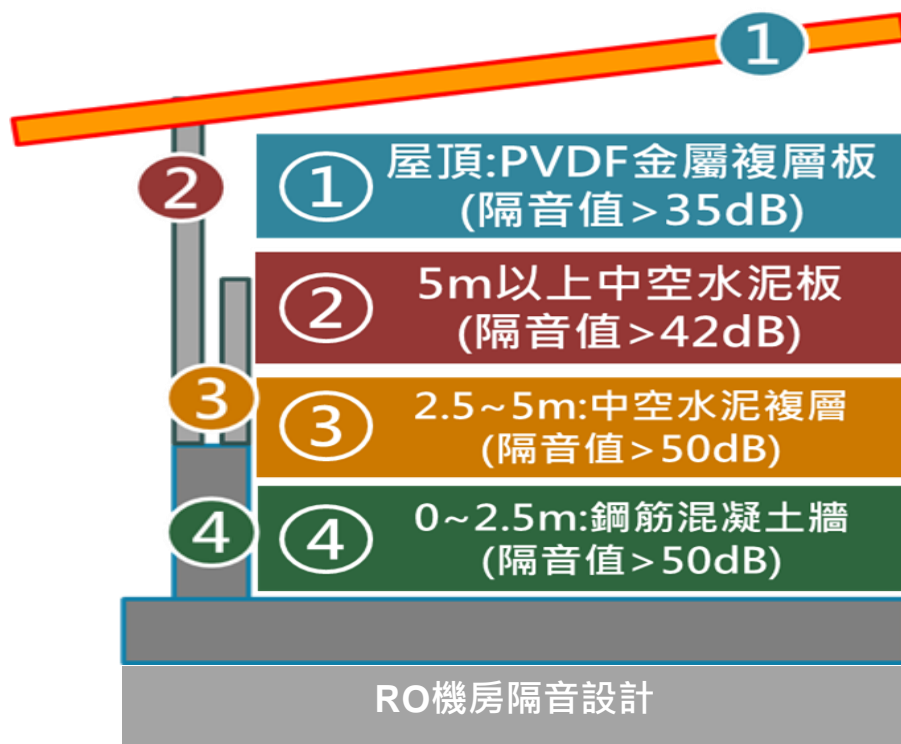 1
2
① 屋頂:PVDF金屬複層板
(隔音值>35dB)
② 5m以上中空水泥板
(隔音值>42dB)
3
③ 2.5~5m:中空水泥複層
(隔音值>50dB)
4
④ 0~2.5m:鋼筋混凝土牆
(隔音值>50dB)
RO機房隔音設計